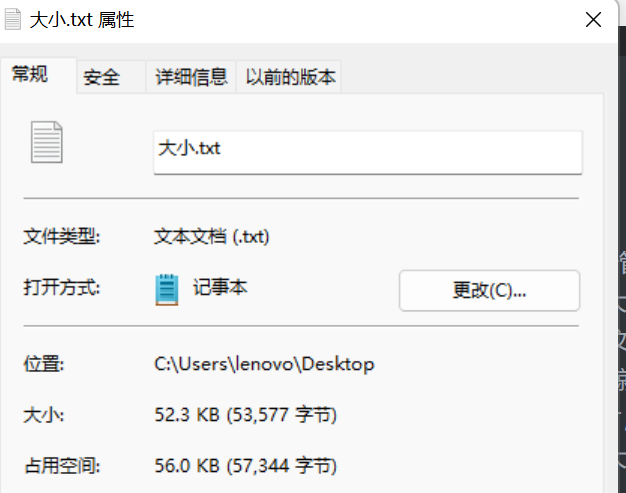 大小.txt 属性
常规 安全 详细信息 以前的版本
大小.txt
文件类型: 文本文档 (.txt)
打开方式: 记事本 更改(C)...
位置: C:\Users\lenovo\Desktop
大小: 52.3 KB (53,577 字节)
占用空间: 56.0 KB (57,344 字节)